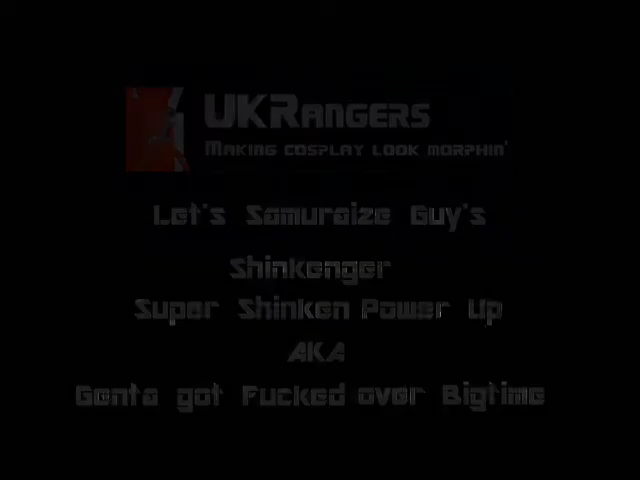 UKRangers
Making cosplay look morphin'
Let's Samuraize Guy's
Shinkenger
Super Shinken Power Up
AKA
Genta got Fucked over Bigtime